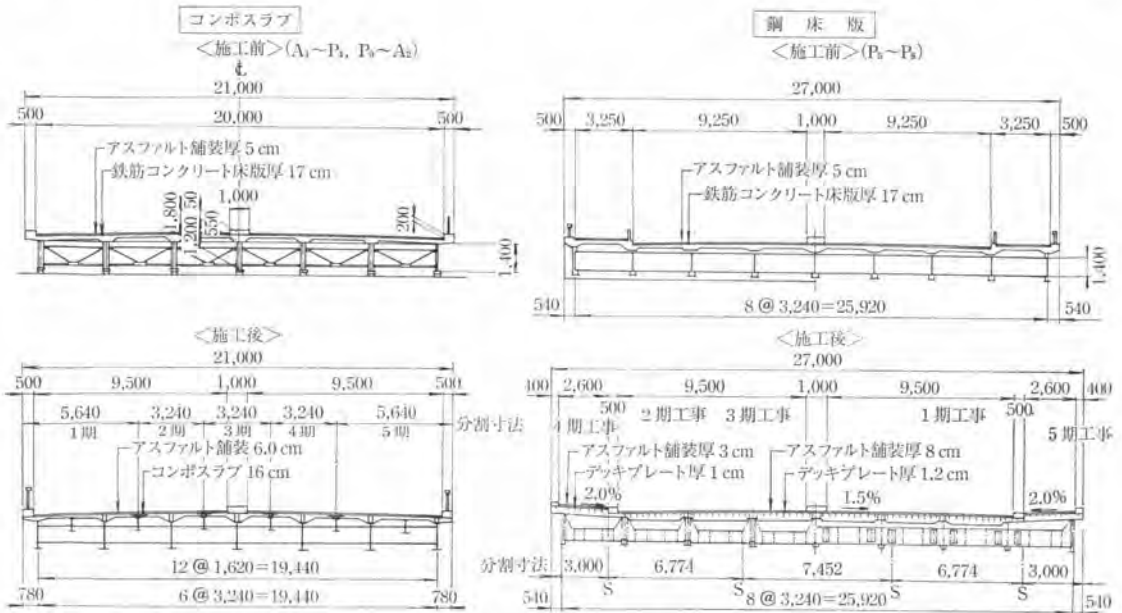 コンポスラブ
<施工前>(A₁~P₄, P₉~A₂)
℄
21,000
500 20,000 500
アスファルト舗装厚 5 cm
鉄筋コンクリート床版厚 17 cm
1,000
1,800
50
550
1,200
200
1,400
<施工後>
21,000
500 9,500 1,000 9,500 500
5,640 3,240 3,240 3,240 5,640 分割寸法
1期 2期 3期 4期 5期
アスファルト舗装 6.0 cm
コンポスラブ 16 cm
12 @ 1,620=19,440
780 6 @ 3,240=19,440 780
鋼床版
<施工前>(P₅~P₈)
27,000
500 3,250 9,250 1,000 9,250 3,250 500
アスファルト舗装厚 5 cm
鉄筋コンクリート床版厚 17 cm
1,400
540 8 @ 3,240=25,920 540
<施工後>
27,000
400 2,600 9,500 1,000 9,500 2,600 400
500 2期工事 3期工事 1期工事 500
4期工事 5期工事
アスファルト舗装厚 3 cm アスファルト舗装厚 8 cm
デッキプレート厚 1 cm デッキプレート厚 1.2 cm
2.0% 1.5% 2.0%
分割寸法 3,000 6,774 7,452 6,774 3,000
S S S S
540 8 @ 3,240=25,920 540